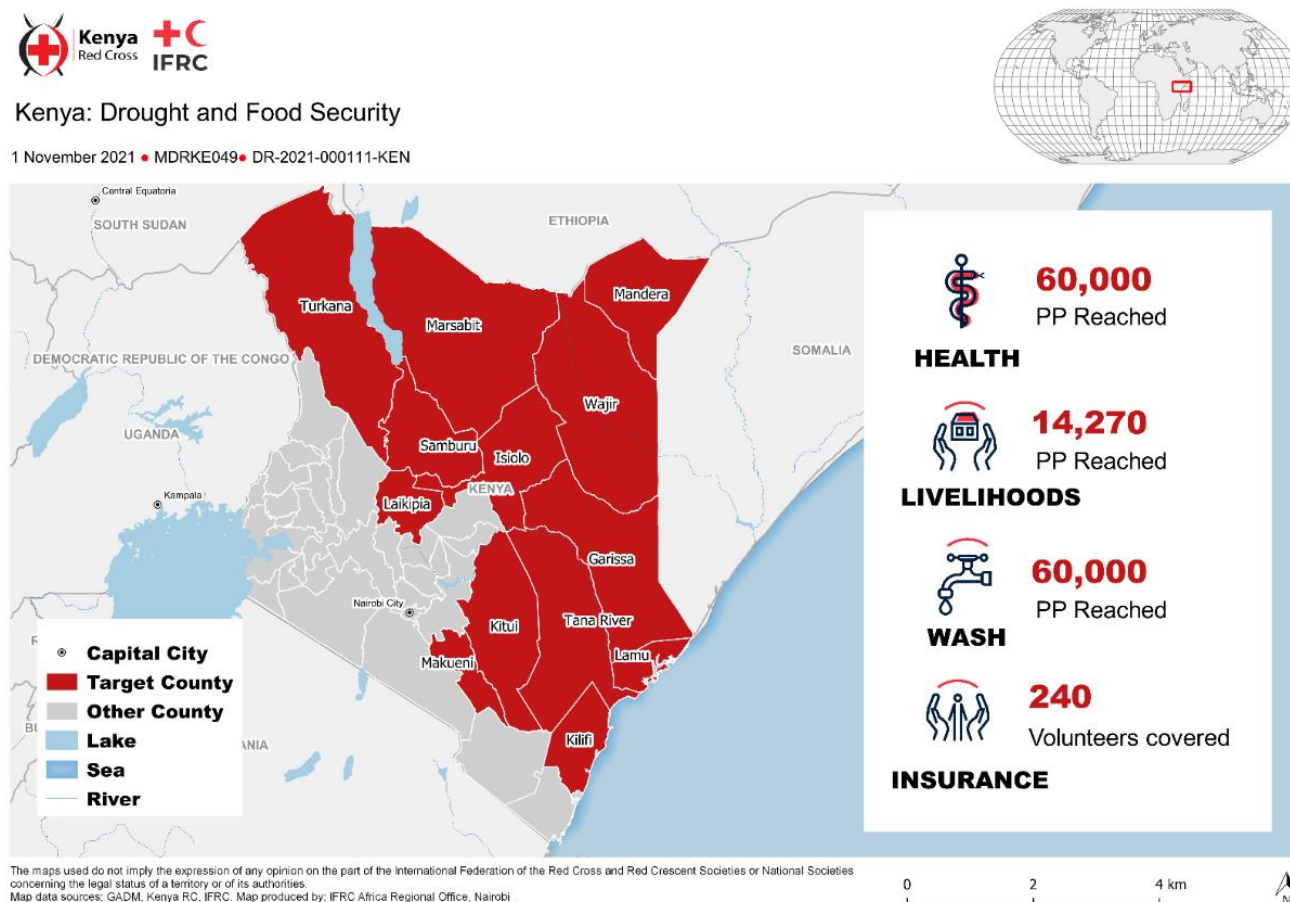 Kenya
Red Cross
IFRC
Kenya: Drought and Food Security
1 November 2021 ● MDRKE049● DR-2021-000111-KEN
Central Equatoria
SOUTH SUDAN
ETHIOPIA
Mandera
Turkana
Marsabit
SOMALIA
DEMOCRATIC REPUBLIC OF THE CONGO
Wajir
UGANDA
Samburu
Isiolo
KENYA
Kampala
Laikipia
Garissa
Nairobi City
Kitui
Tana River
Lamu
Makueni
Kilifi
ANIA
60,000
PP Reached
HEALTH
14,270
PP Reached
LIVELIHOODS
60,000
PP Reached
WASH
240
Volunteers covered
INSURANCE
Capital City
Target County
Other County
Lake
Sea
River
The maps used do not imply the expression of any opinion on the part of the International Federation of the Red Cross and Red Crescent Societies or National Societies
concerning the legal status of a territory or of its authorities.
Map data sources: GADM, Kenya RC, IFRC. Map produced by: IFRC Africa Regional Office, Nairobi
0 2 4 km
N